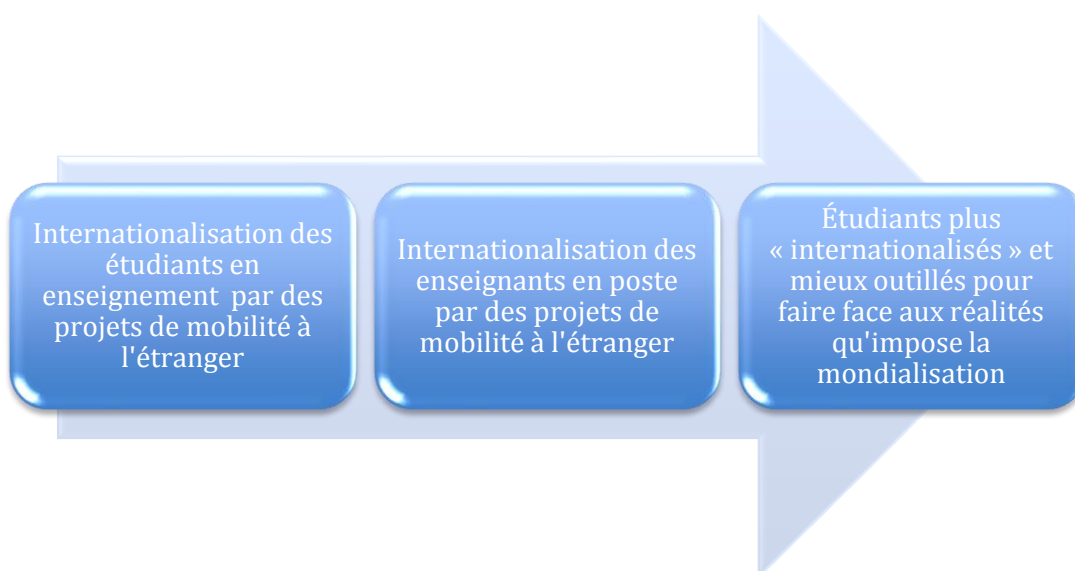 Internationalisation des
étudiants en
enseignement par des
projets de mobilité à
l'étranger
Internationalisation des
enseignants en poste
par des projets de
mobilité à l'étranger
Étudiants plus
« internationalisés » et
mieux outillés pour
faire face aux réalités
qu'impose la
mondialisation